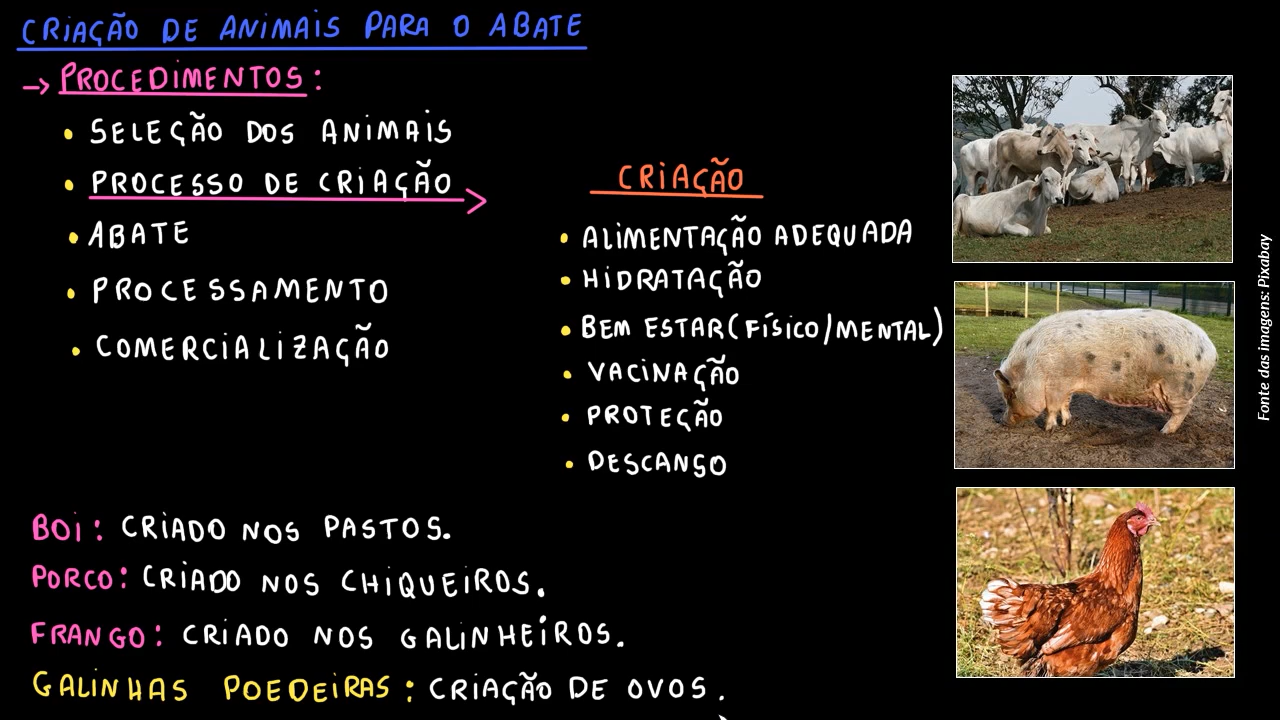 CRIAÇÃO DE ANIMAIS PARA O ABATE
→ PROCEDIMENTOS:
• SELEÇÃO DOS ANIMAIS
• PROCESSO DE CRIAÇÃO
• ABATE
• PROCESSAMENTO
• COMERCIALIZAÇÃO
CRIAÇÃO
• ALIMENTAÇÃO ADEQUADA
• HIDRATAÇÃO
• BEM ESTAR (FÍSICO/MENTAL)
• VACINAÇÃO
• PROTEÇÃO
• DESCANSO
BOI: CRIADO NOS PASTOS.
PORCO: CRIADO NOS CHIQUEIROS.
FRANGO: CRIADO NOS GALINHEIROS.
GALINHAS POEDEIRAS: CRIAÇÃO DE OVOS.
Fonte das imagens: Pixabay